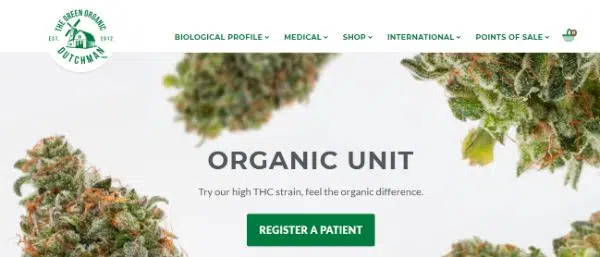 THE GREEN ORGANIC
EST. 2012
DUTCHMAN
BIOLOGICAL PROFILE MEDICAL SHOP INTERNATIONAL POINTS OF SALE
ORGANIC UNIT
Try our high THC strain, feel the organic difference.
REGISTER A PATIENT